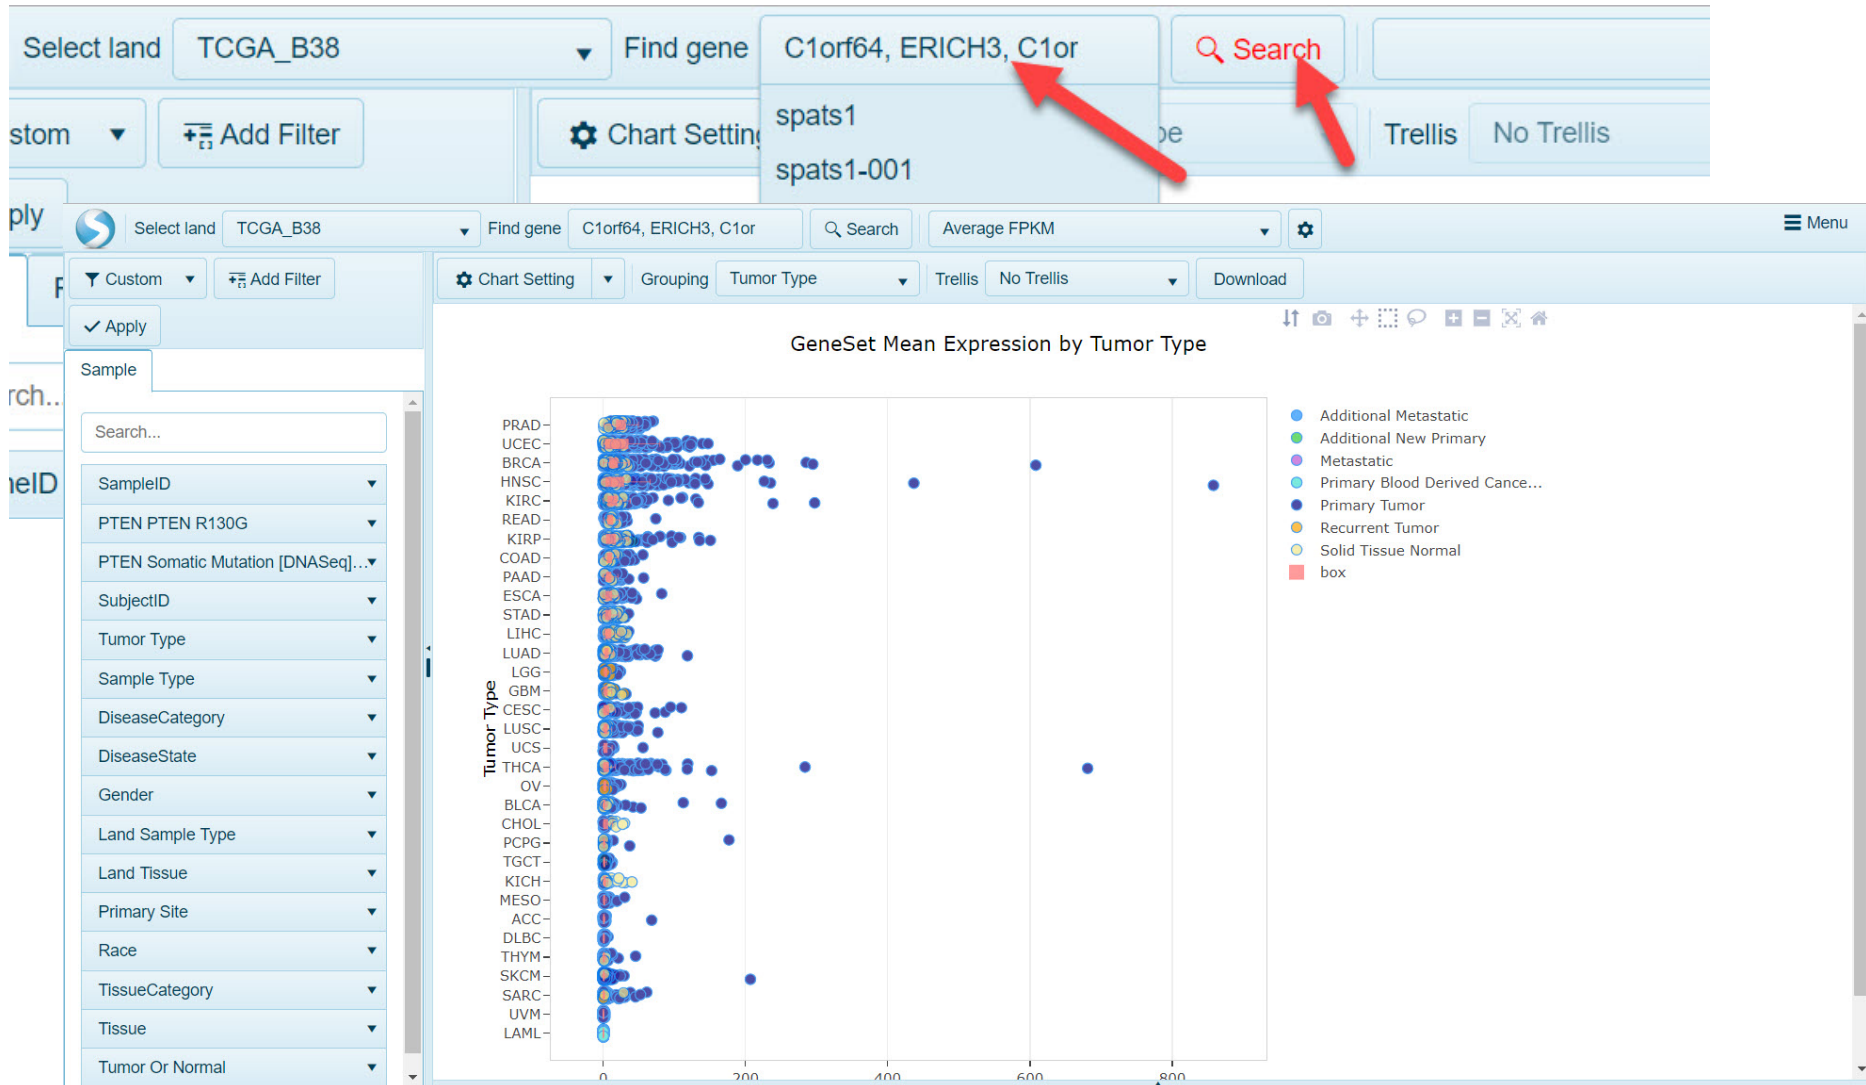 Select land TCGA_B38 Find gene C1orf64, ERICH3, C1or Search
stom Add Filter Chart Setting pe Trellis No Trellis
spats1
spats1-001
ply
Select land TCGA_B38 Find gene C1orf64, ERICH3, C1or Search Average FPKM Menu
Custom Add Filter Chart Setting Grouping Tumor Type Trellis No Trellis Download
Apply
Sample
rch...
Search...
neID
SampleID
PTEN PTEN R130G
PTEN Somatic Mutation [DNASeq]...
SubjectID
Tumor Type
Sample Type
DiseaseCategory
DiseaseState
Gender
Land Sample Type
Land Tissue
Primary Site
Race
TissueCategory
Tissue
Tumor Or Normal
GeneSet Mean Expression by Tumor Type
Tumor Type
PRAD
UCEC
BRCA
HNSC
KIRC
READ
KIRP
COAD
PAAD
ESCA
STAD
LIHC
LUAD
LGG
GBM
CESC
LUSC
UCS
THCA
OV
BLCA
CHOL
PCPG
TGCT
KICH
MESO
ACC
DLBC
THYM
SKCM
SARC
UVM
LAML
0 200 400 600 800
Additional Metastatic
Additional New Primary
Metastatic
Primary Blood Derived Cance...
Primary Tumor
Recurrent Tumor
Solid Tissue Normal
box